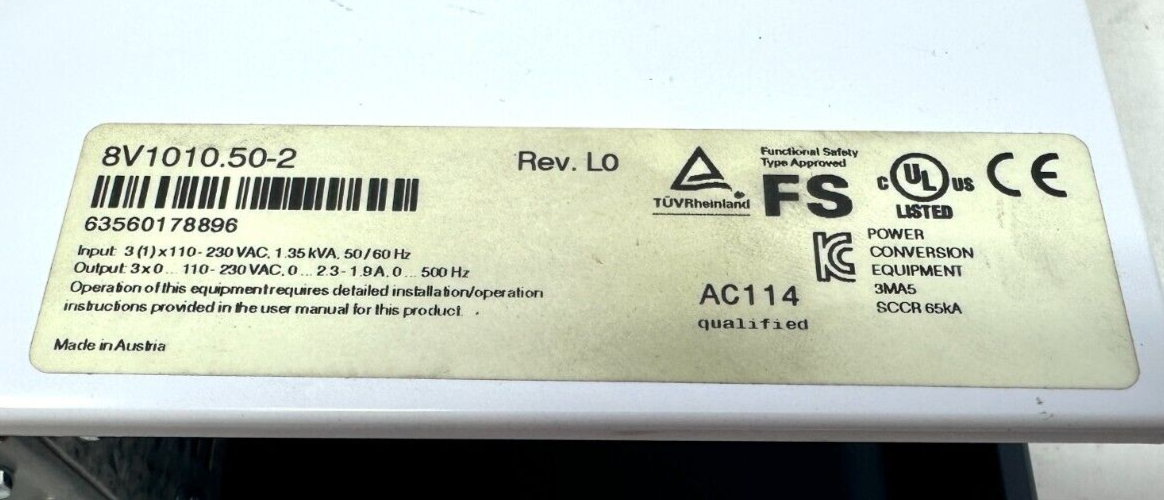 8V1010.50-2
Rev. L0
63560178896
Input: 3 (1) x 110 - 230 VAC, 1.35 kVA, 50 / 60 Hz
Output: 3 x 0 ... 110 - 230 VAC, 0 ... 2.3 - 1.9 A, 0 ... 500 Hz
Operation of this equipment requires detailed installation/operation
instructions provided in the user manual for this product.
Made in Austria
TÜVRheinland
Functional Safety
Type Approved
FS
C UL US
LISTED
CE
POWER
CONVERSION
EQUIPMENT
3MA5
SCCR 65kA
AC114
qualified